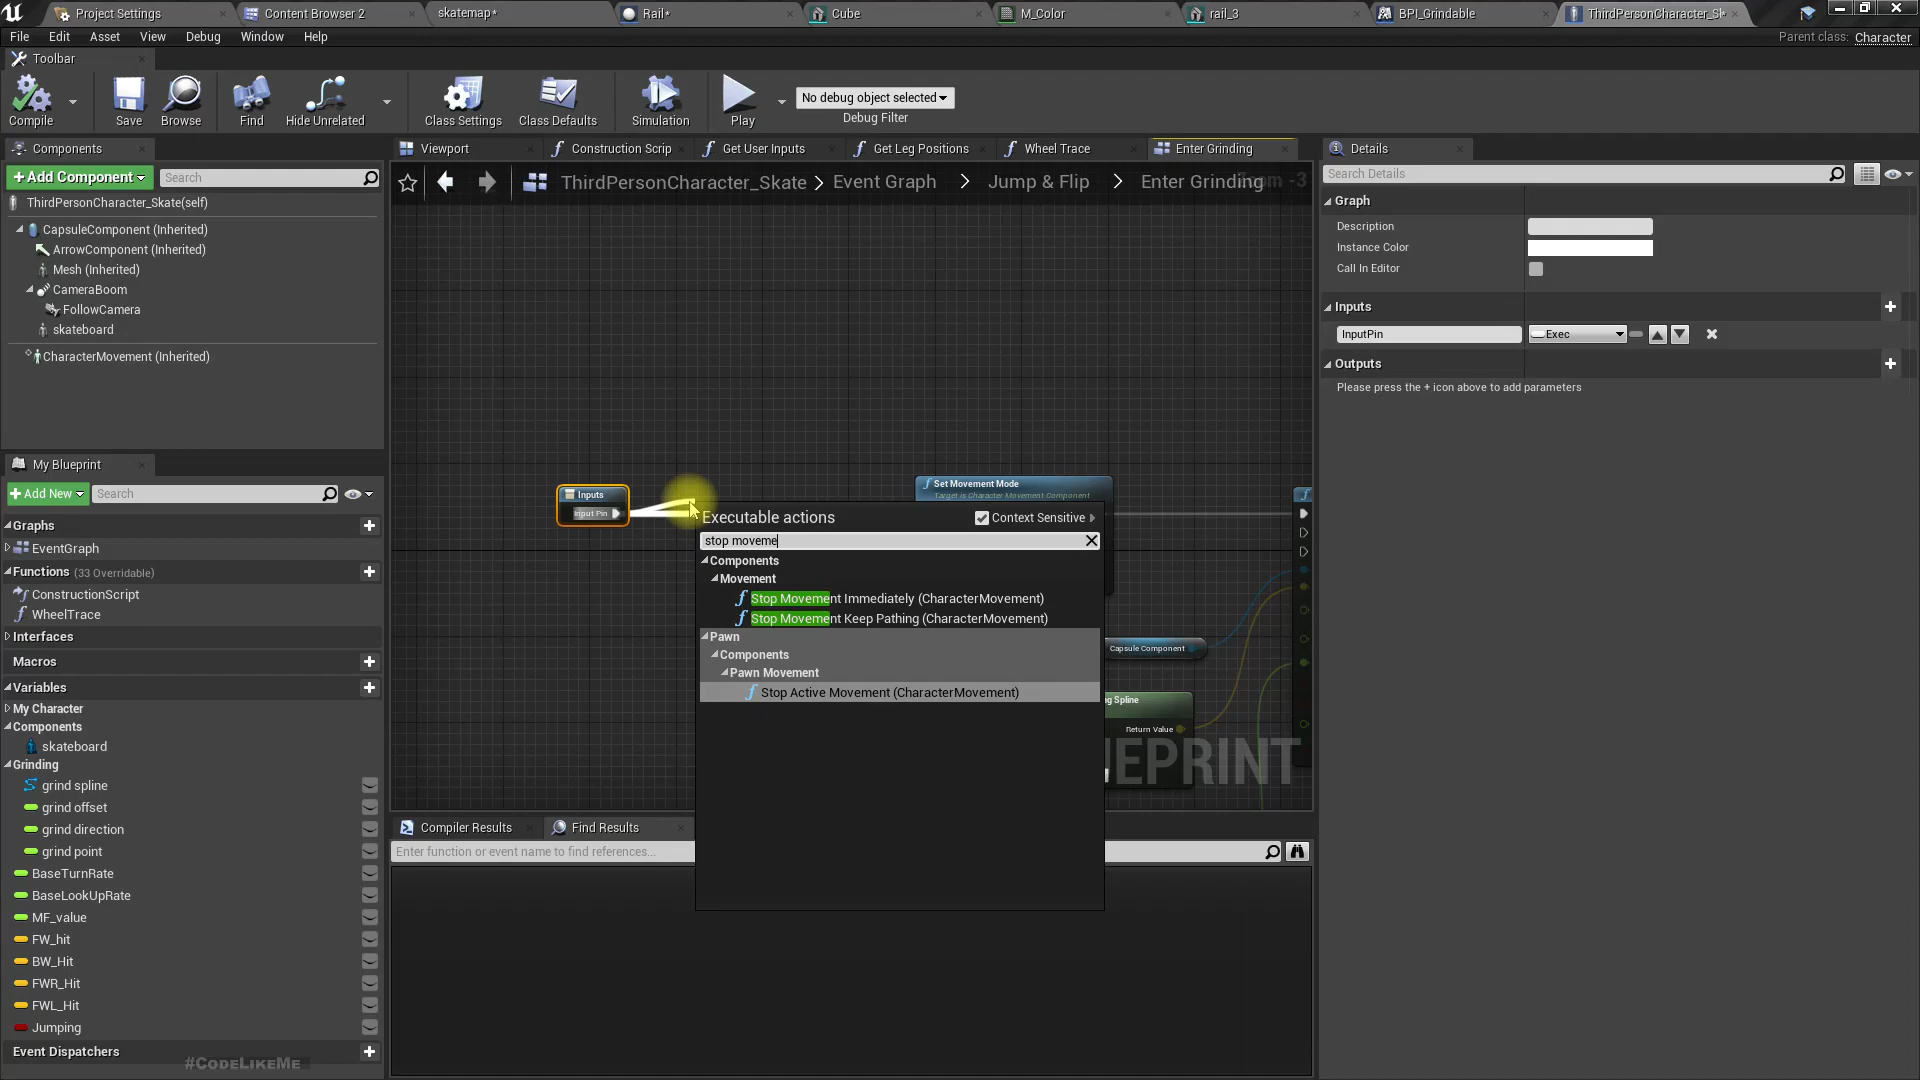 Project Settings
Content Browser 2
skatemap*
Rail*
Cube
M_Color
rail_3
BPI_Grindable
ThirdPersonCharacter_Sk
File Edit Asset View Debug Window Help
Parent class: Character
Toolbar
Compile
Save
Browse
Find
Hide Unrelated
Class Settings
Class Defaults
Simulation
Play
No debug object selected
Debug Filter
Components
+Add Component
Search
ThirdPersonCharacter_Skate(self)
CapsuleComponent (Inherited)
ArrowComponent (Inherited)
Mesh (Inherited)
CameraBoom
FollowCamera
skateboard
CharacterMovement (Inherited)
My Blueprint
+Add New
Search
Graphs
EventGraph
Functions (33 Overridable)
ConstructionScript
WheelTrace
Interfaces
Macros
Variables
My Character
Components
skateboard
Grinding
grind spline
grind offset
grind direction
grind point
BaseTurnRate
BaseLookUpRate
MF_value
FW_hit
BW_Hit
FWR_Hit
FWL_Hit
Jumping
Event Dispatchers
#CodeLikeMe
Viewport
Construction Scrip
Get User Inputs
Get Leg Positions
Wheel Trace
Enter Grinding
ThirdPersonCharacter_Skate > Event Graph > Jump & Flip > Enter Grinding
Zoom -3
Inputs
Input Pin
Set Movement Mode
Target is Character Movement Component
Executable actions
Context Sensitive
stop moveme
Components
Movement
Stop Movement Immediately (CharacterMovement)
Stop Movement Keep Pathing (CharacterMovement)
Pawn
Components
Pawn Movement
Stop Active Movement (CharacterMovement)
Capsule Component
ng Spline
Return Value
EPRINT
Compiler Results
Find Results
Enter function or event name to find references...
Details
Search Details
Graph
Description
Instance Color
Call In Editor
Inputs
InputPin
Exec
Outputs
Please press the + icon above to add parameters